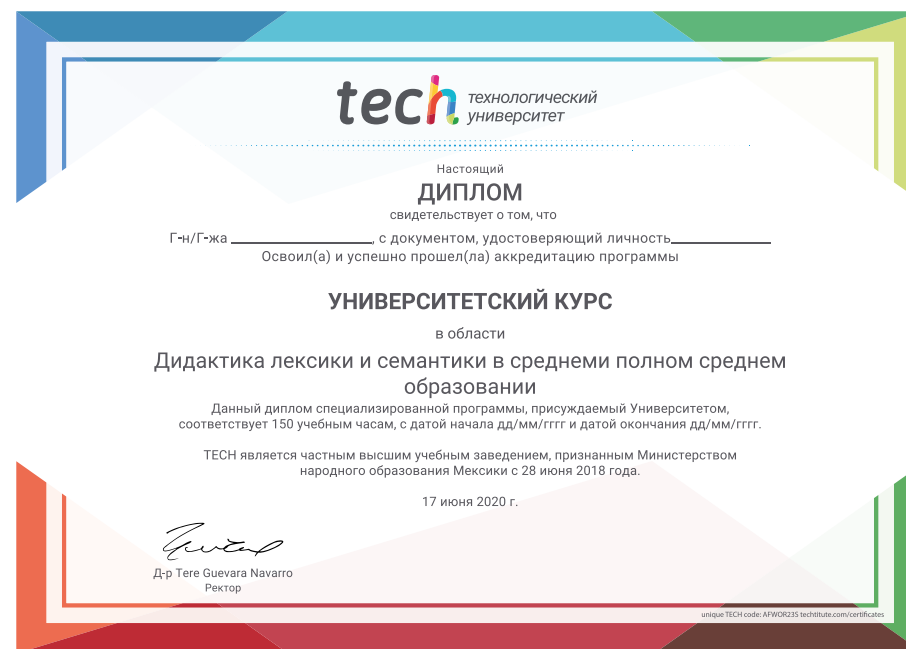 tech технологический
университет
Настоящий
ДИПЛОМ
свидетельствует о том, что
Г-н/Г-жа , с документом, удостоверяющий личность
Освоил(а) и успешно прошел(ла) аккредитацию программы
УНИВЕРСИТЕТСКИЙ КУРС
в области
Дидактика лексики и семантики в среднеми полном среднем
образовании
Данный диплом специализированной программы, присуждаемый Университетом,
соответствует 150 учебным часам, с датой начала дд/мм/гггг и датой окончания дд/мм/гггг.
TECH является частным высшим учебным заведением, признанным Министерством
народного образования Мексики с 28 июня 2018 года.
17 июня 2020 г.
Д-р Tere Guevara Navarro
Ректор
unique TECH code: AFWOR235 techtitute.com/certificates